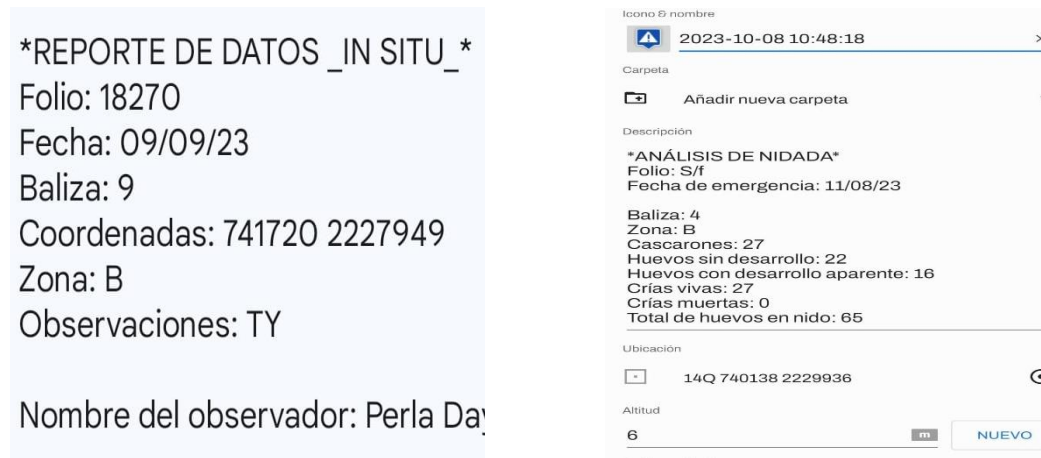 *REPORTE DE DATOS _IN SITU_*
Folio: 18270
Fecha: 09/09/23
Baliza: 9
Coordenadas: 741720 2227949
Zona: B
Observaciones: TY
Nombre del observador: Perla
Icono & nombre
2023-10-08 10:48:18
Carpeta
Añadir nueva carpeta
Descripción
*ANÁLISIS DE NIDADA*
Folio: S/f
Fecha de emergencia: 11/08/23
Baliza: 4
Zona: B
Cascarones: 27
Huevos sin desarrollo: 22
Huevos con desarrollo aparente: 16
Crías vivas: 27
Crías muertas: 0
Total de huevos en nido: 65
Ubicación
14Q 740138 2229936
Altitud
6
m
NUEVO